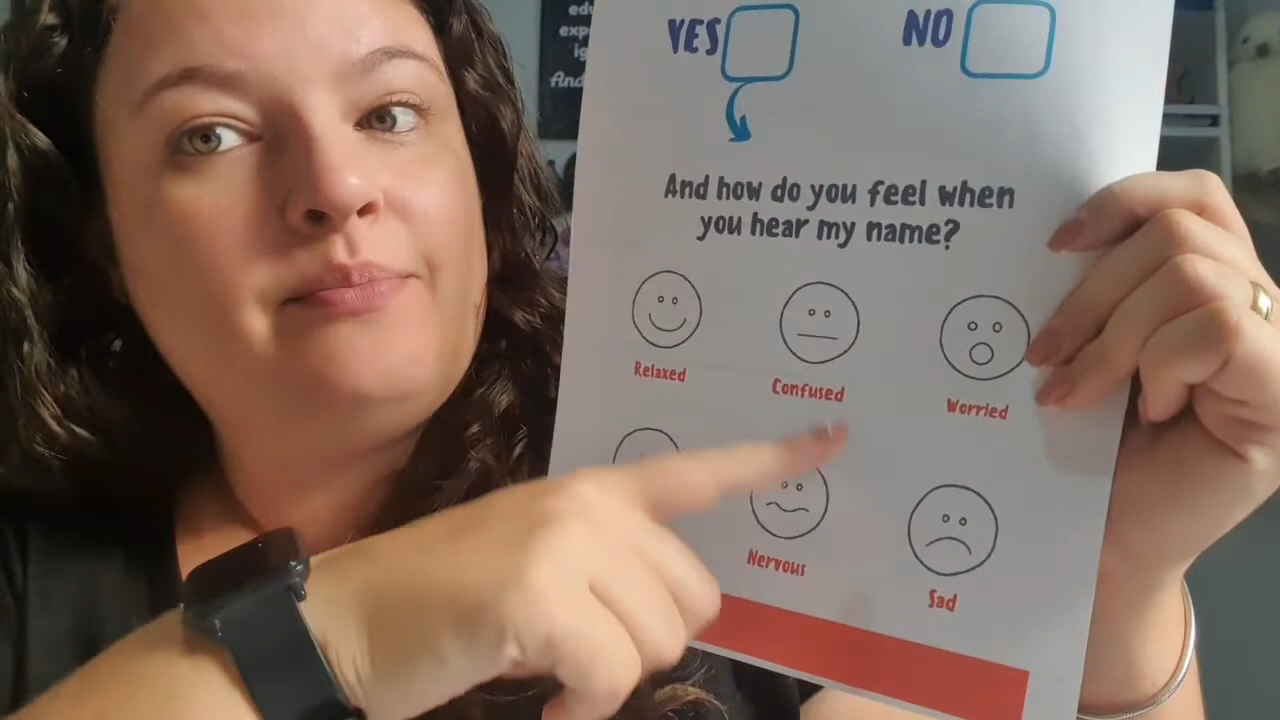 YES NO
And how do you feel when
you hear my name?
Relaxed Confused Worried
Nervous Sad